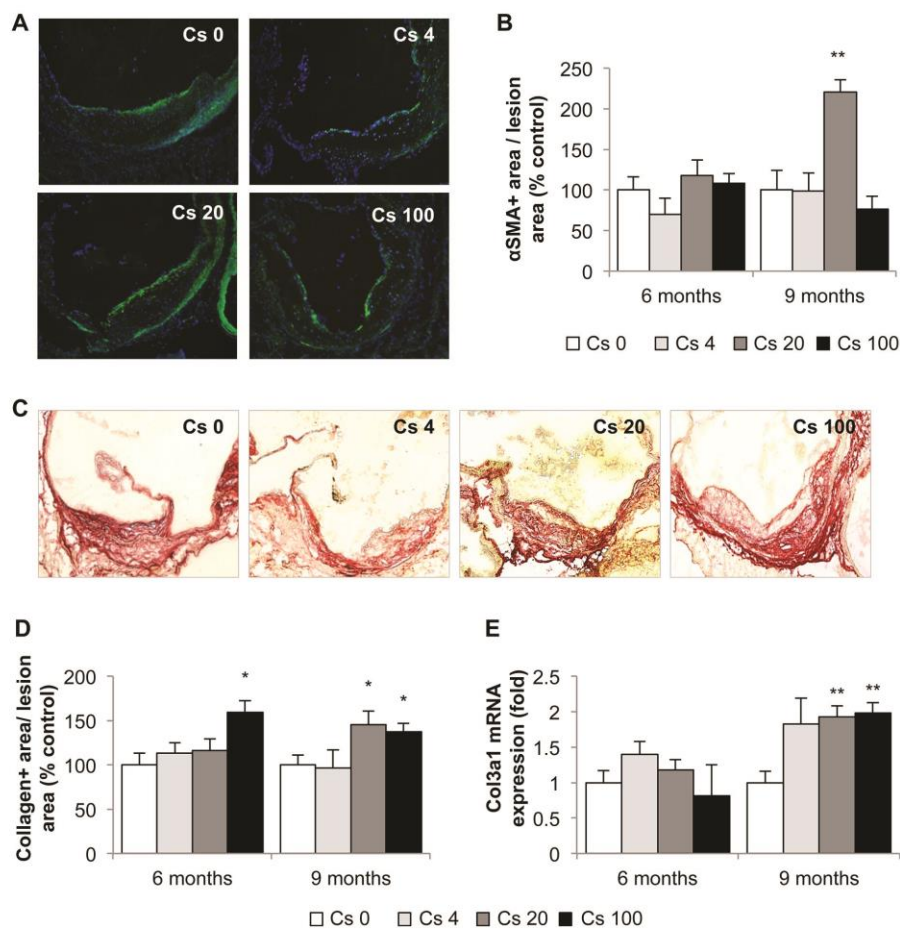 A
Cs 0
Cs 4
Cs 20
Cs 100
B
αSMA+ area / lesion
area (% control)
250
200
150
100
50
0
**
6 months
9 months
Cs 0
Cs 4
Cs 20
Cs 100
C
Cs 0
Cs 4
Cs 20
Cs 100
D
Collagen+ area/ lesion
area (% control)
200
150
100
50
0
*
*
*
6 months
9 months
E
Col3a1 mRNA
expression (fold)
2.5
2
1.5
1
0.5
0
**
**
6 months
9 months
Cs 0
Cs 4
Cs 20
Cs 100